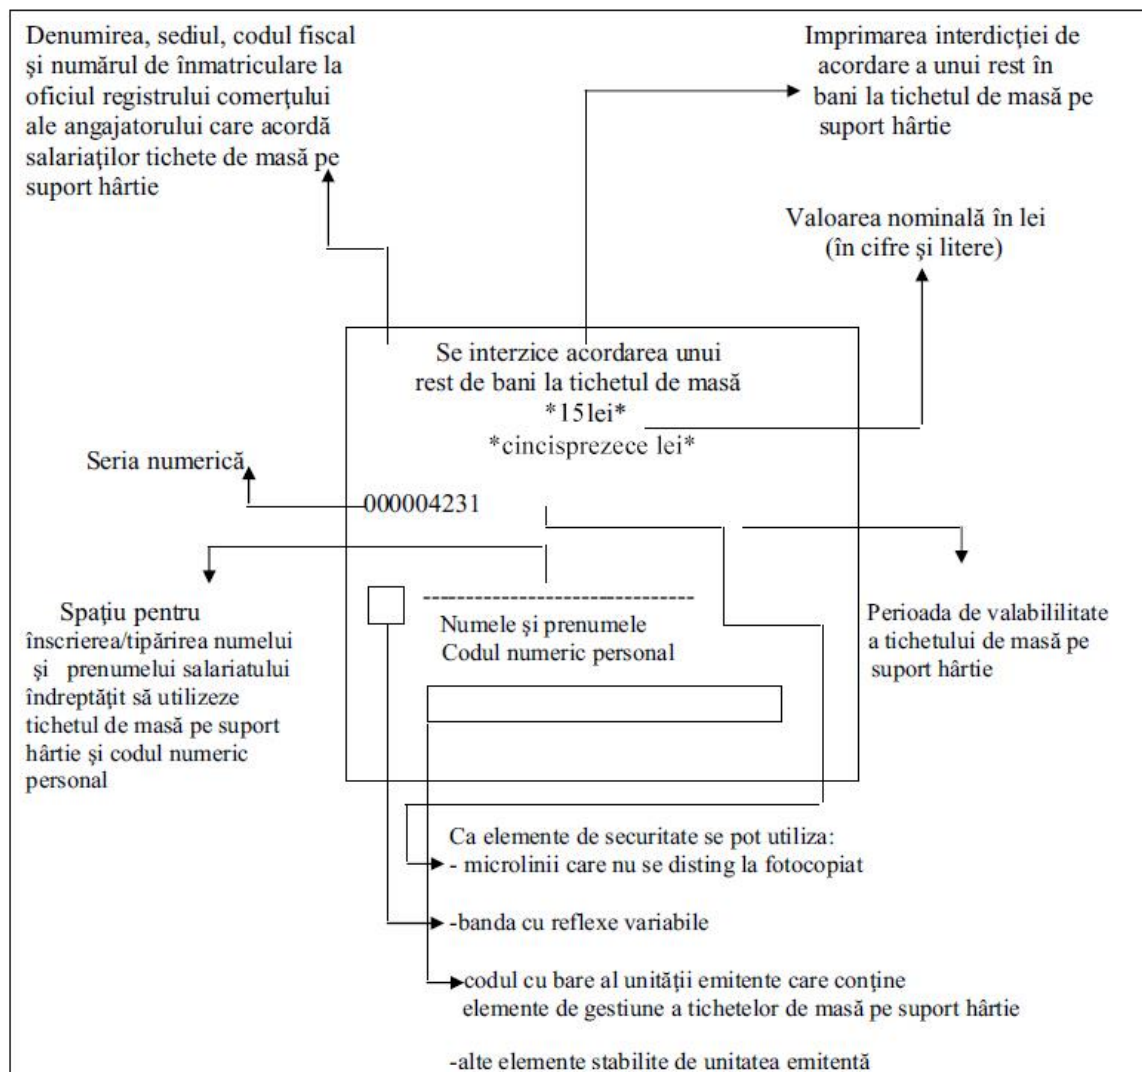 Denumirea, sediul, codul fiscal
şi numărul de înmatriculare la
oficiul registrului comerţului
ale angajatorului care acordă
salariaţilor tichete de masă pe
suport hârtie
Imprimarea interdicţiei de
acordare a unui rest în
bani la tichetul de masă pe
suport hârtie
Valoarea nominală în lei
(în cifre şi litere)
Se interzice acordarea unui
rest de bani la tichetul de masă
*15lei*
*cincisprezece lei*
Seria numerică
000004231
Spaţiu pentru
înscrierea/tipărirea numelui
şi prenumelui salariatului
îndreptăţit să utilizeze
tichetul de masă pe suport
hârtie şi codul numeric
personal
------------------------------
Numele şi prenumele
Codul numeric personal
Perioada de valabililitate
a tichetului de masă pe
suport hârtie
Ca elemente de securitate se pot utiliza:
- microlinii care nu se disting la fotocopiat
-banda cu reflexe variabile
-codul cu bare al unităţii emitente care conţine
elemente de gestiune a tichetelor de masă pe suport hârtie
-alte elemente stabilite de unitatea emitentă